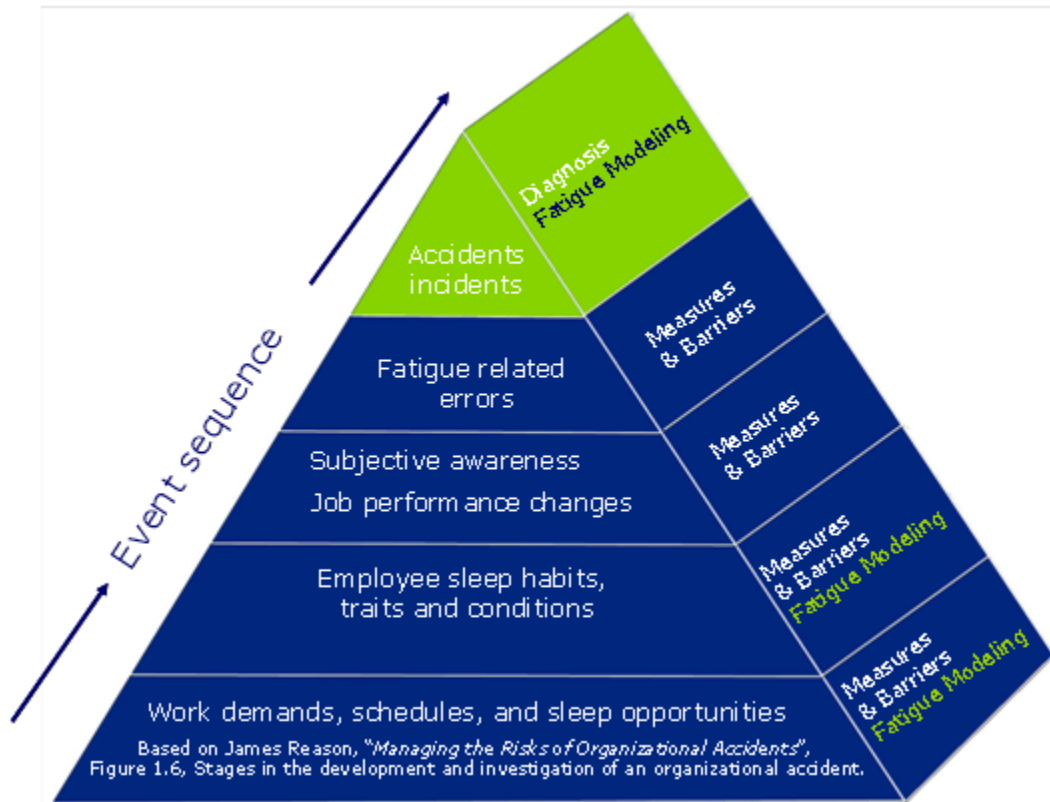 Diagnosis
Fatigue Modeling
Accidents
incidents
Measures
& Barriers
Fatigue related
errors
Measures
& Barriers
Subjective awareness
Job performance changes
Measures
& Barriers
Fatigue Modeling
Employee sleep habits,
traits and conditions
Measures
& Barriers
Fatigue Modeling
Work demands, schedules, and sleep opportunities
Based on James Reason, “Managing the Risks of Organizational Accidents”,
Figure 1.6, Stages in the development and investigation of an organizational accident.
Event sequence